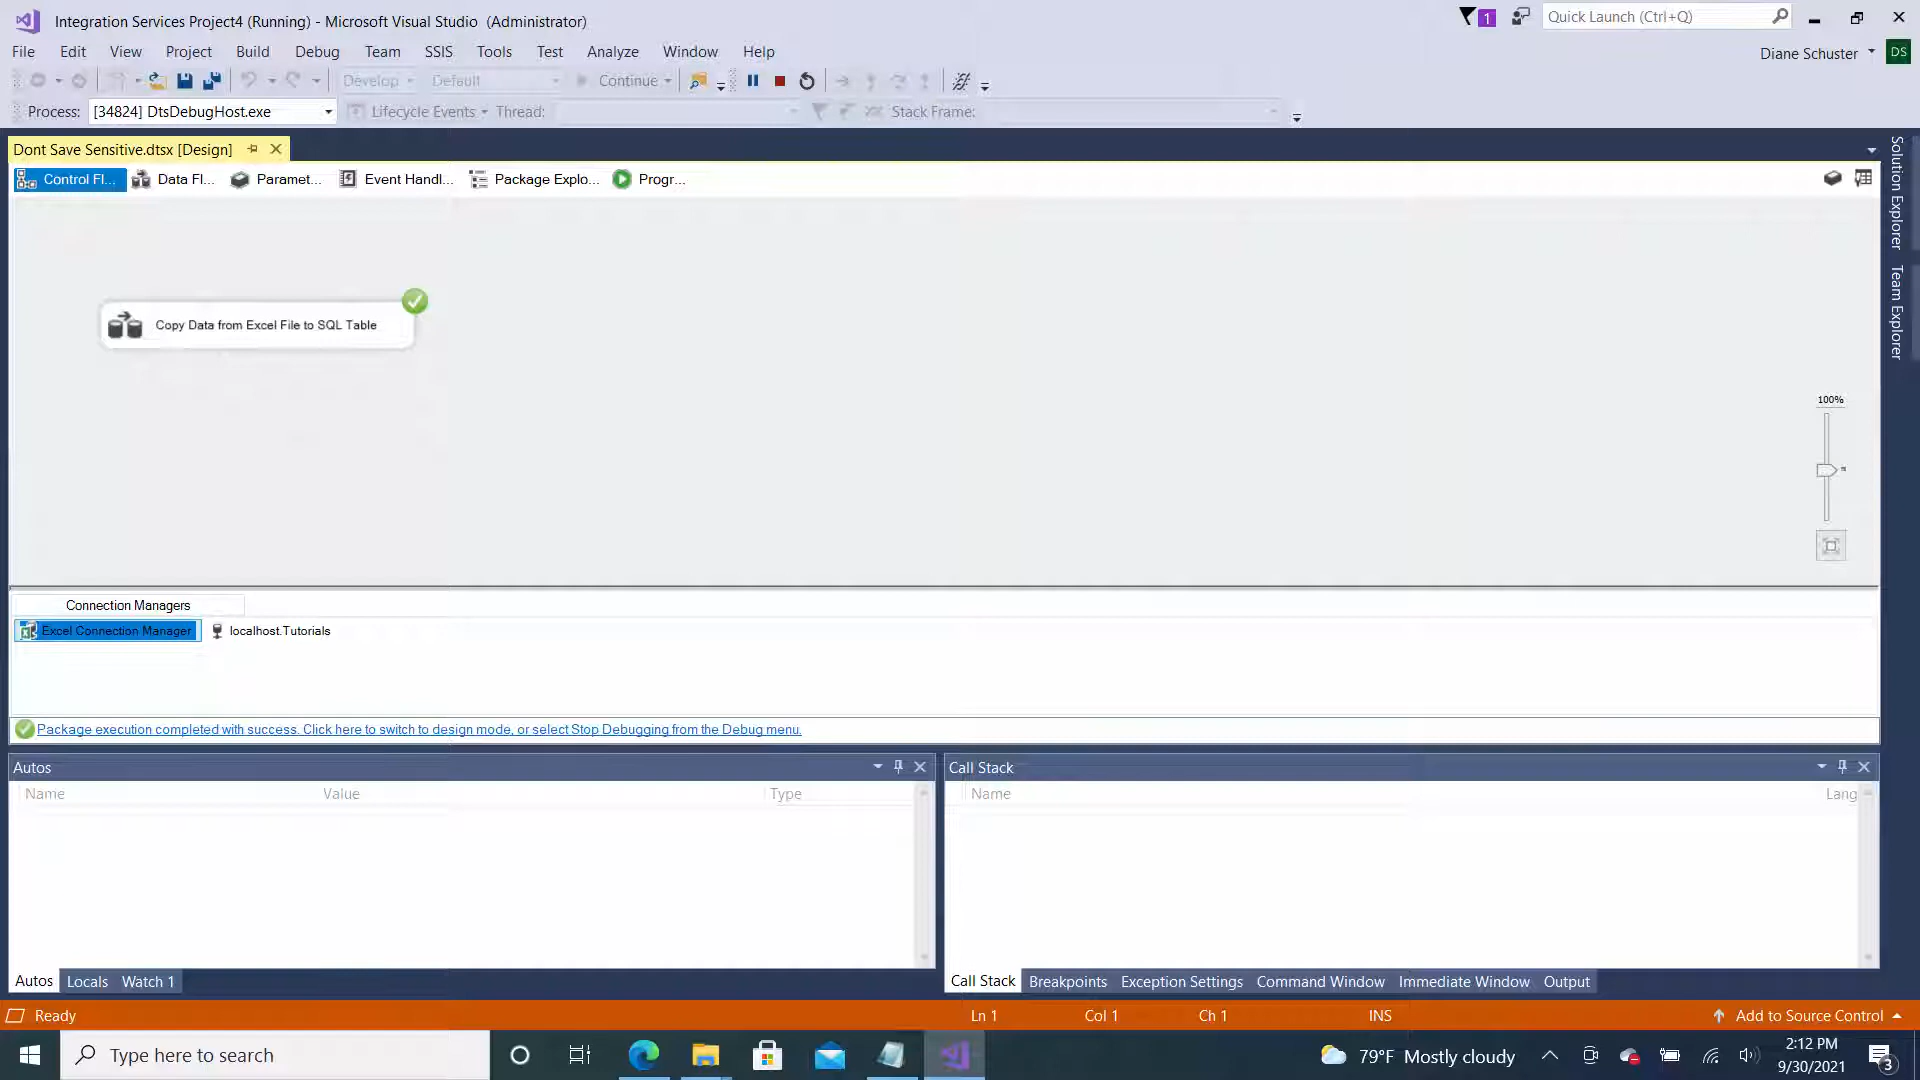 Integration Services Project4 (Running) - Microsoft Visual Studio (Administrator)
1
Quick Launch (Ctrl+Q)
File Edit View Project Build Debug Team SSIS Tools Test Analyze Window Help
Diane Schuster
DS
Develop
Default
Continue
Process: [34824] DtsDebugHost.exe
Lifecycle Events
Thread:
Stack Frame:
Dont Save Sensitive.dtsx [Design]
Control Fl...
Data Fl...
Paramet...
Event Handl...
Package Explo...
Progr...
Solution Explorer
Team Explorer
Copy Data from Excel File to SQL Table
100%
Connection Managers
Excel Connection Manager
localhost.Tutorials
Package execution completed with success. Click here to switch to design mode, or select Stop Debugging from the Debug menu.
Autos
Name Value Type
Call Stack
Name Lang
Autos Locals Watch 1
Call Stack Breakpoints Exception Settings Command Window Immediate Window Output
Ready
Ln 1 Col 1 Ch 1 INS
Add to Source Control
Type here to search
79°F Mostly cloudy
2:12 PM
9/30/2021
3